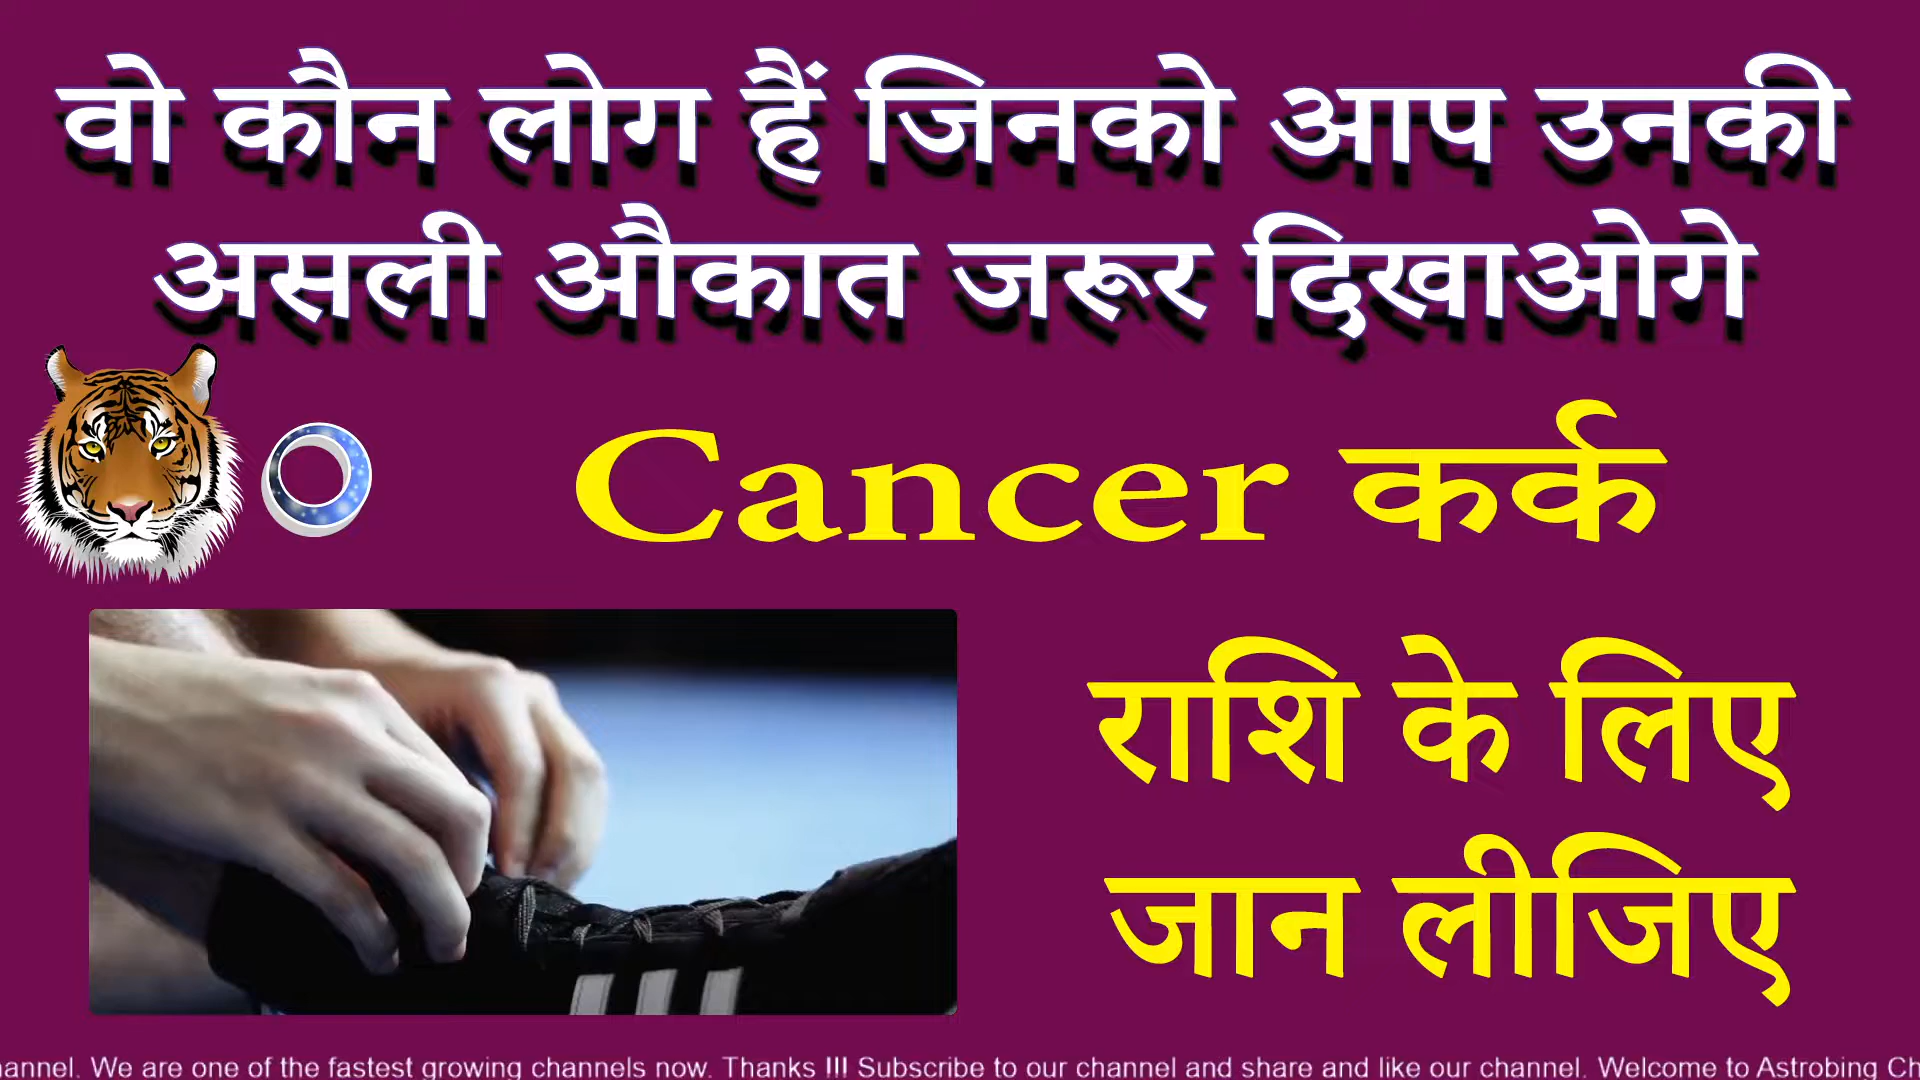 वो कौन लोग हैं जिनको आप उनकी
असली औकात जरूर दिखाओगे
Cancer कर्क
राशि के लिए
जान लीजिए
annel. We are one of the fastest growing channels now. Thanks !!! Subscribe to our channel and share and like our channel. Welcome to Astrobing Ch